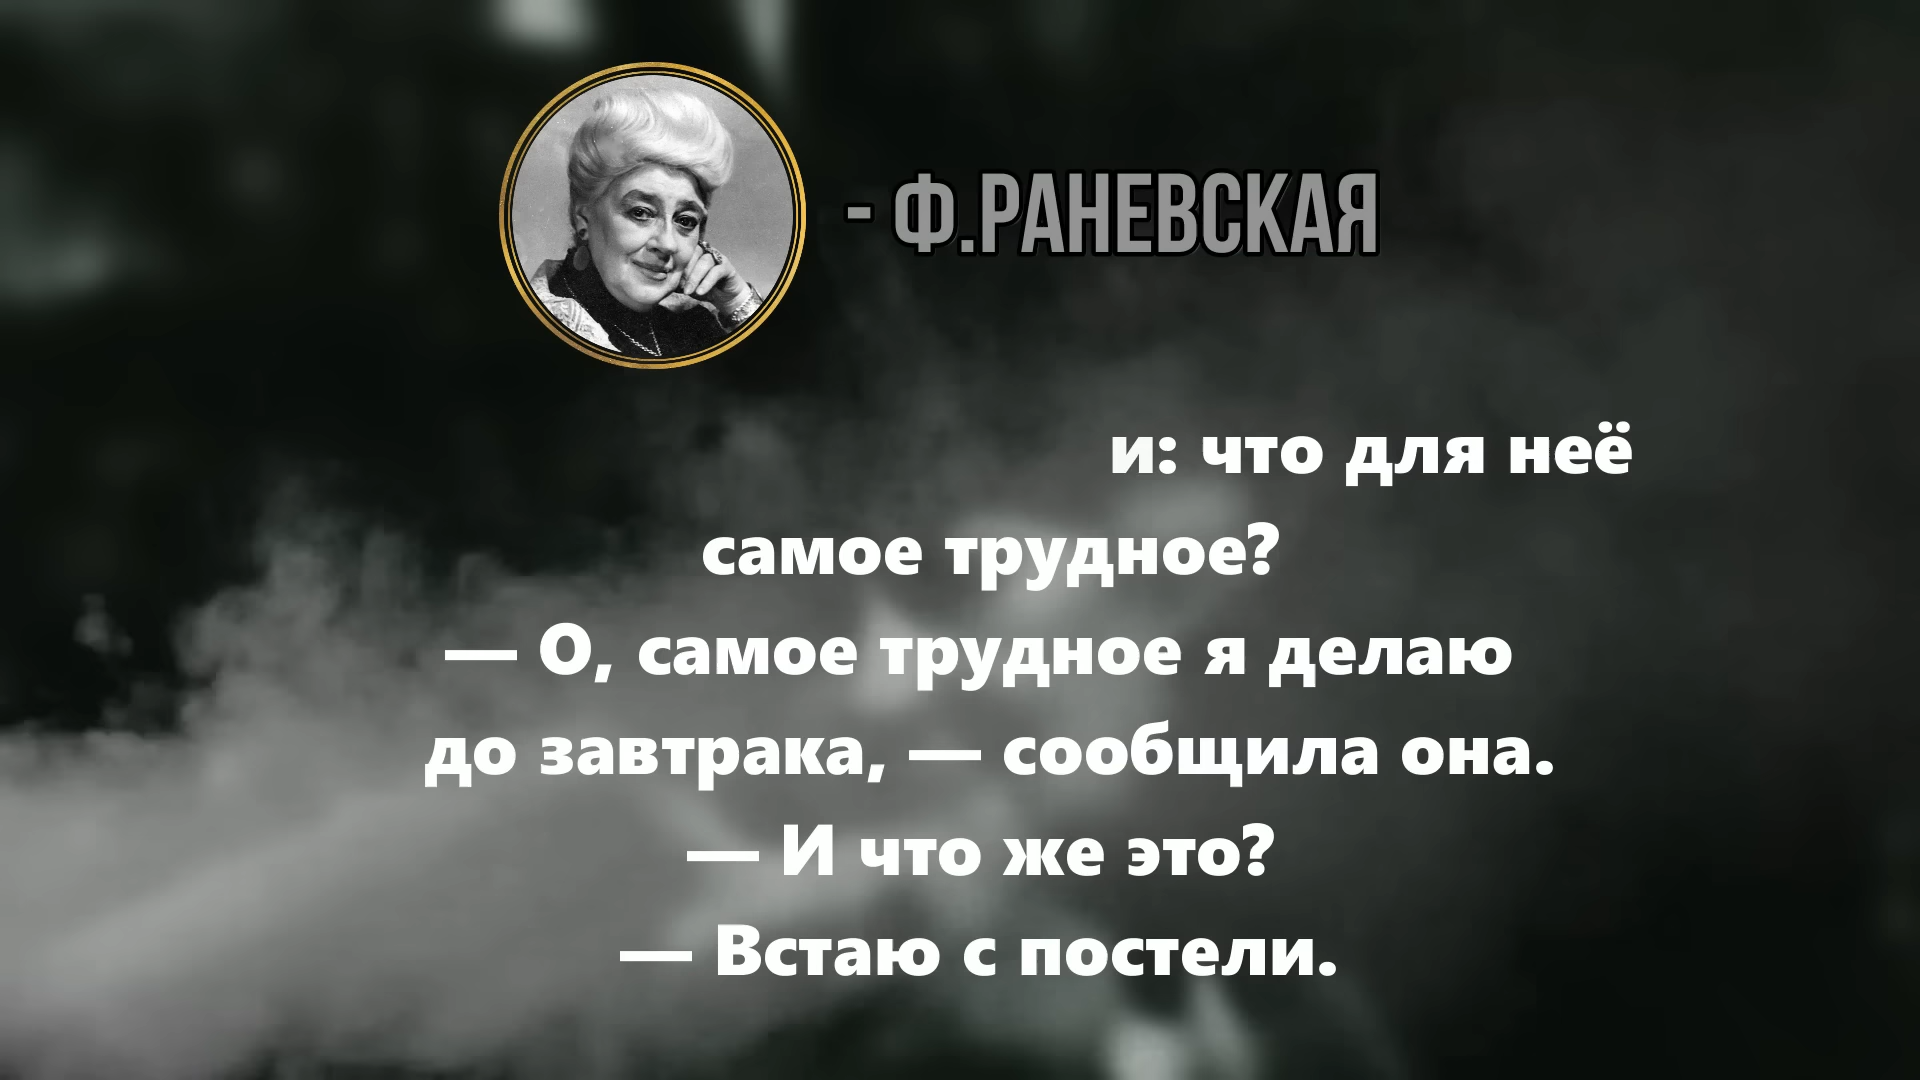 - Ф.РАНЕВСКАЯ
и: что для неё
самое трудное?
— О, самое трудное я делаю
до завтрака, — сообщила она.
— И что же это?
— Встаю с постели.